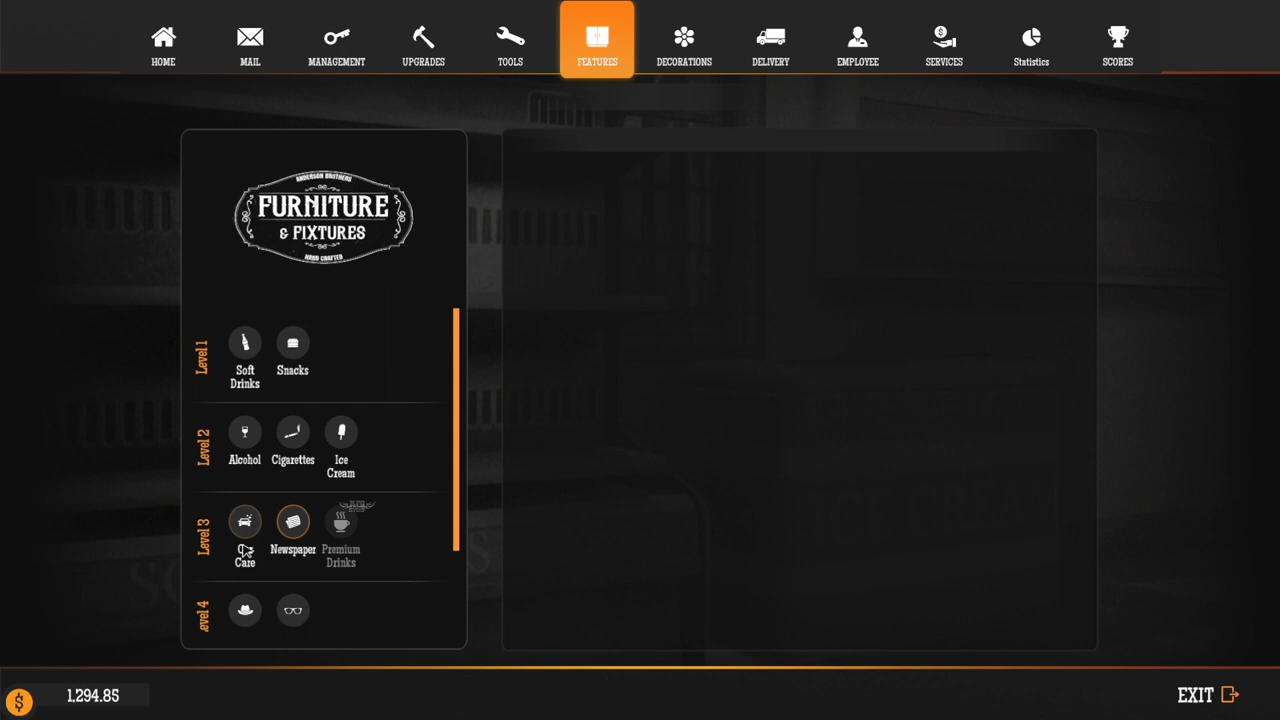 HOME
MAIL
MANAGEMENT
UPGRADES
TOOLS
FEATURES
DECORATIONS
DELIVERY
EMPLOYEE
SERVICES
Statistics
SCORES
ANDERSON BROTHERS
FURNITURE
& FIXTURES
HAND CRAFTED
Level 1
Soft
Drinks
Snacks
Level 2
Alcohol
Cigarettes
Ice
Cream
Level 3
Care
Newspaper
Premium
Drinks
evel 4
$
1,294.85
EXIT